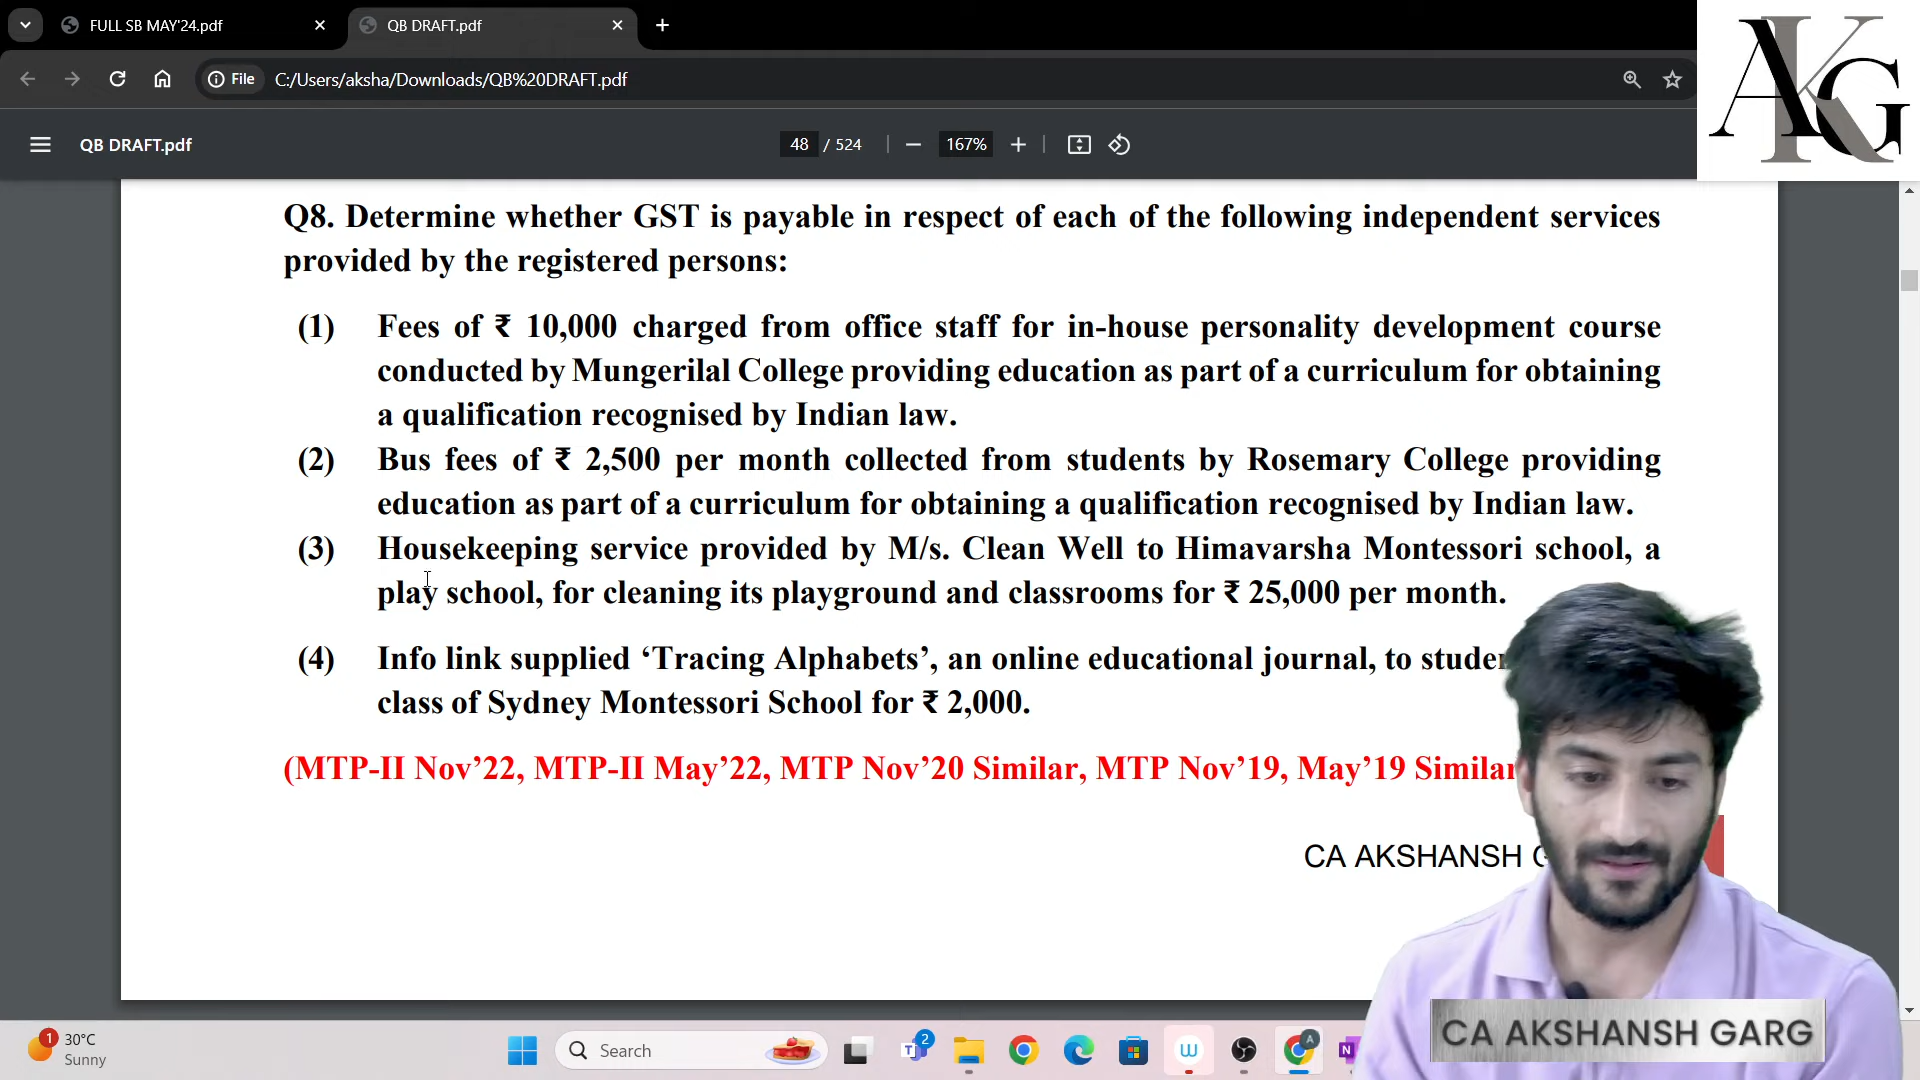 FULL SB MAY'24.pdf
QB DRAFT.pdf
File
C:/Users/aksha/Downloads/QB%20DRAFT.pdf
AKG
QB DRAFT.pdf
48 / 524
167%
Q8. Determine whether GST is payable in respect of each of the following independent services
provided by the registered persons:
(1) Fees of ₹ 10,000 charged from office staff for in-house personality development course
conducted by Mungerilal College providing education as part of a curriculum for obtaining
a qualification recognised by Indian law.
(2) Bus fees of ₹ 2,500 per month collected from students by Rosemary College providing
education as part of a curriculum for obtaining a qualification recognised by Indian law.
(3) Housekeeping service provided by M/s. Clean Well to Himavarsha Montessori school, a
play school, for cleaning its playground and classrooms for ₹ 25,000 per month.
(4) Info link supplied ‘Tracing Alphabets’, an online educational journal, to
class of Sydney Montessori School for ₹ 2,000.
(MTP-II Nov’22, MTP-II May’22, MTP Nov’20 Similar, MTP Nov’19, May’19 Similar
CA AKSHANSH
CA AKSHANSH GARG
1
30°C
Sunny
Search
2